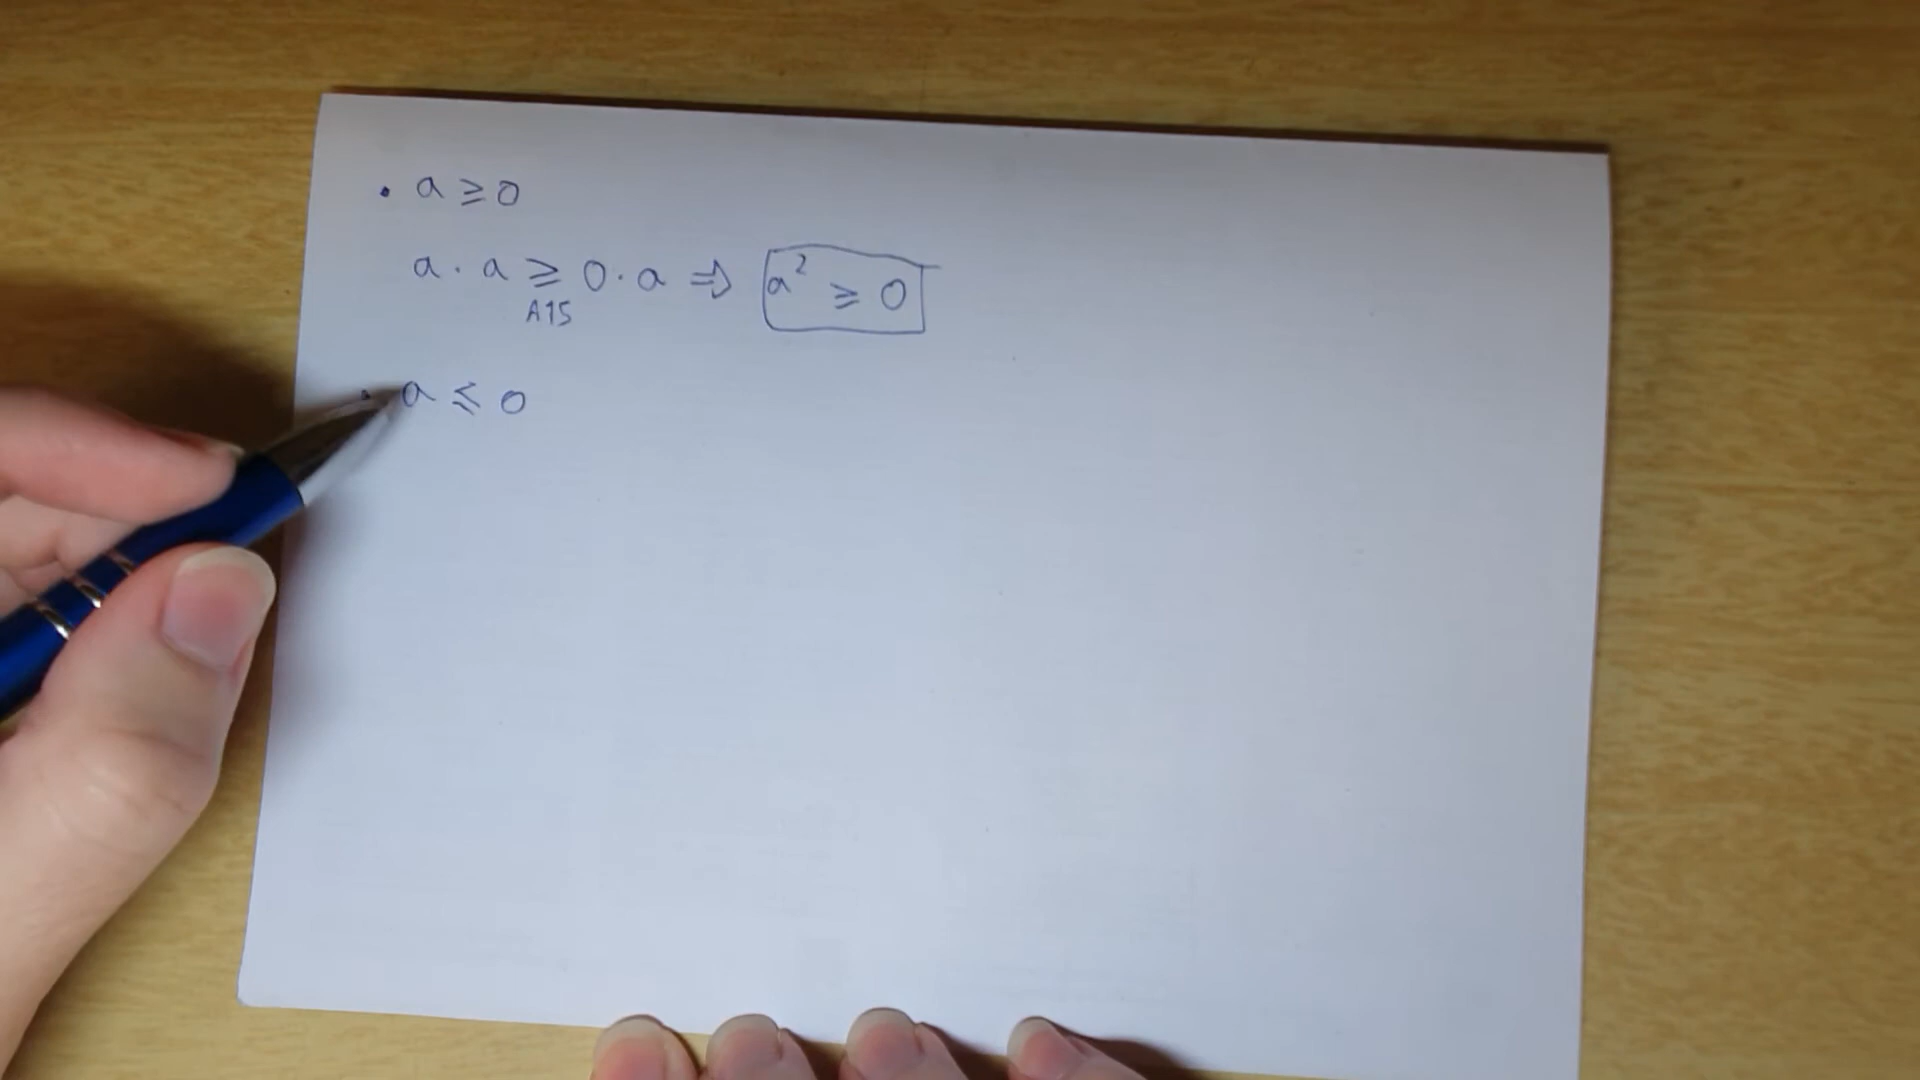 • a ≥ 0
a · a ≥ 0 · a ⇒ a² ≥ 0
A15
• a ≤ 0